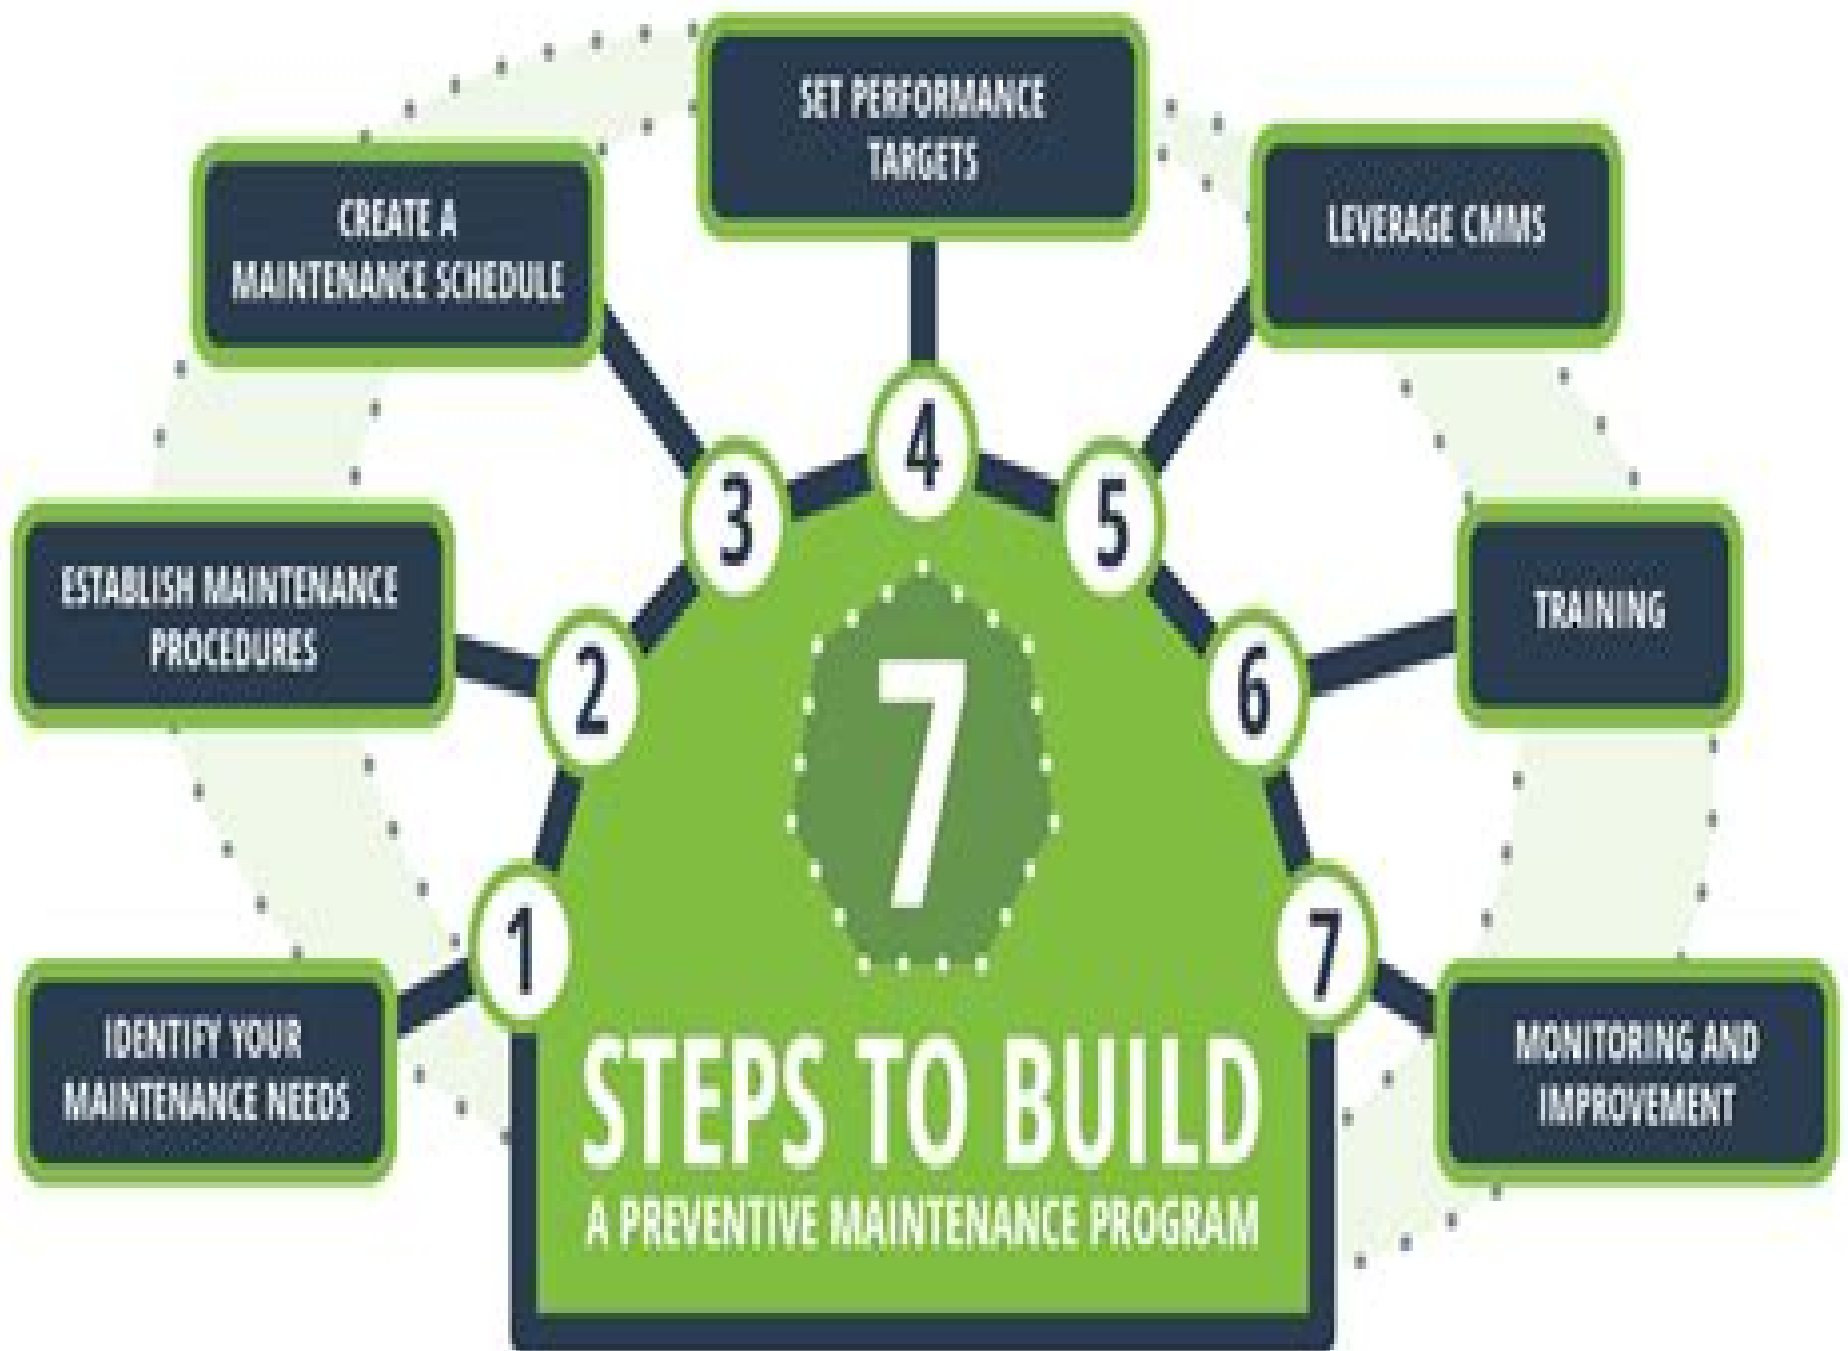 SET PERFORMANCE
TARGETS
CREATE A
MAINTENANCE SCHEDULE
LEVERAGE CMMS
ESTABLISH MAINTENANCE
PROCEDURES
TRAINING
IDENTIFY YOUR
MAINTENANCE NEEDS
MONITORING AND
IMPROVEMENT
1
2
3
4
5
6
7
7
STEPS TO BUILD
A PREVENTIVE MAINTENANCE PROGRAM